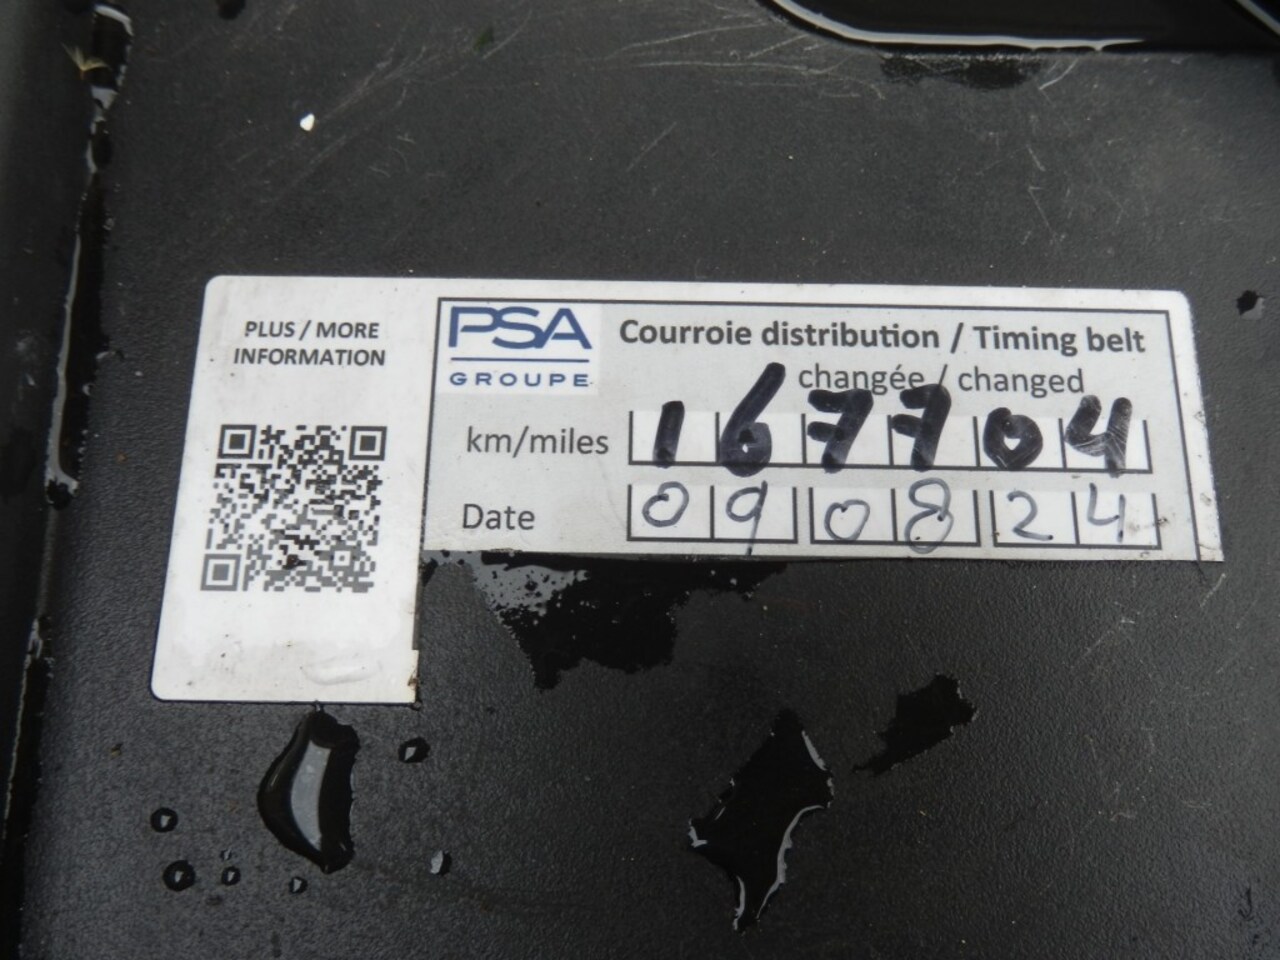 PLUS / MORE
INFORMATION
PSA
GROUPE
Courroie distribution / Timing belt
changée / changed
km/miles 167704
Date 09 08 24